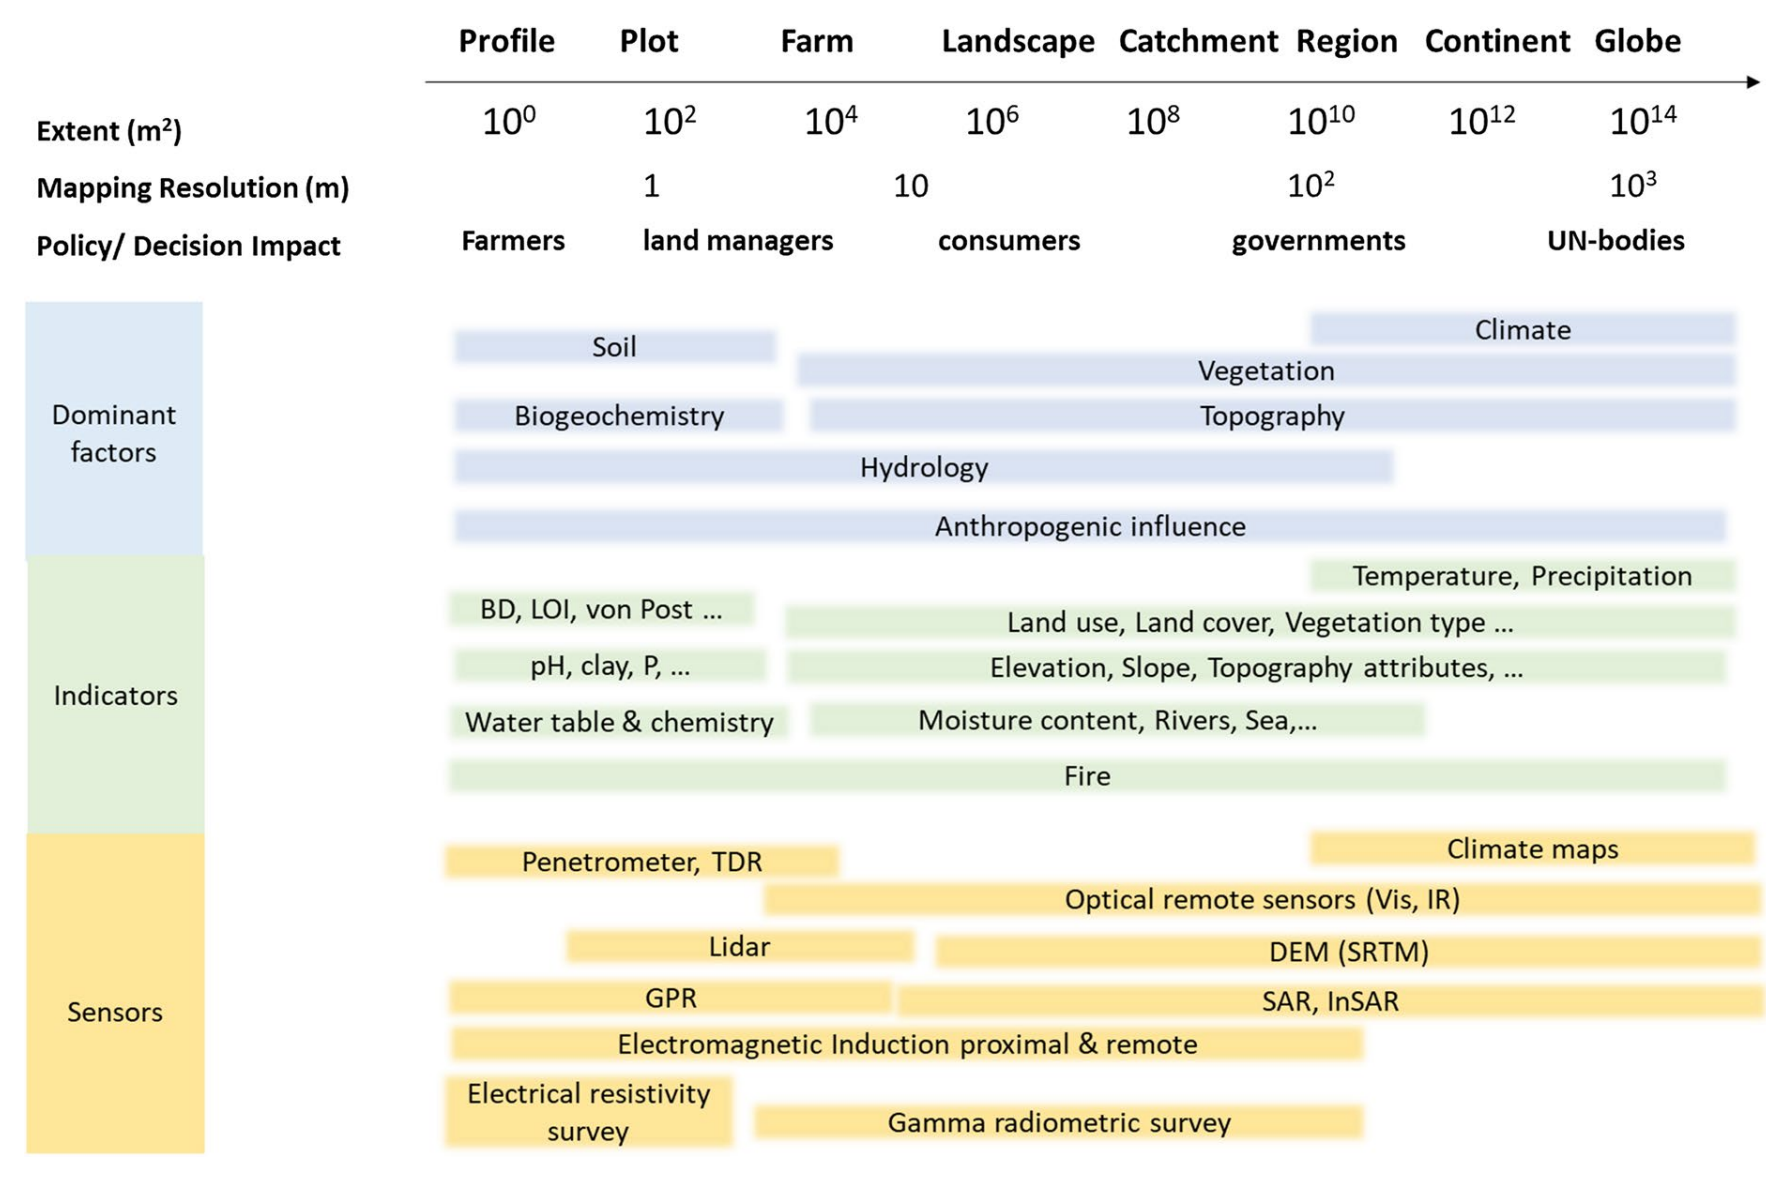 Profile Plot Farm Landscape Catchment Region Continent Globe
Extent (m²) 10⁰ 10² 10⁴ 10⁶ 10⁸ 10¹⁰ 10¹² 10¹⁴
Mapping Resolution (m) 1 10 10² 10³
Policy/ Decision Impact Farmers land managers consumers governments UN-bodies
Dominant
factors
Climate
Soil
Vegetation
Biogeochemistry Topography
Hydrology
Anthropogenic influence
Indicators
Temperature, Precipitation
BD, LOI, von Post ...
Land use, Land cover, Vegetation type ...
pH, clay, P, ... Elevation, Slope, Topography attributes, ...
Water table & chemistry Moisture content, Rivers, Sea,...
Fire
Sensors
Climate maps
Penetrometer, TDR
Optical remote sensors (Vis, IR)
Lidar DEM (SRTM)
GPR SAR, InSAR
Electromagnetic Induction proximal & remote
Electrical resistivity
survey
Gamma radiometric survey